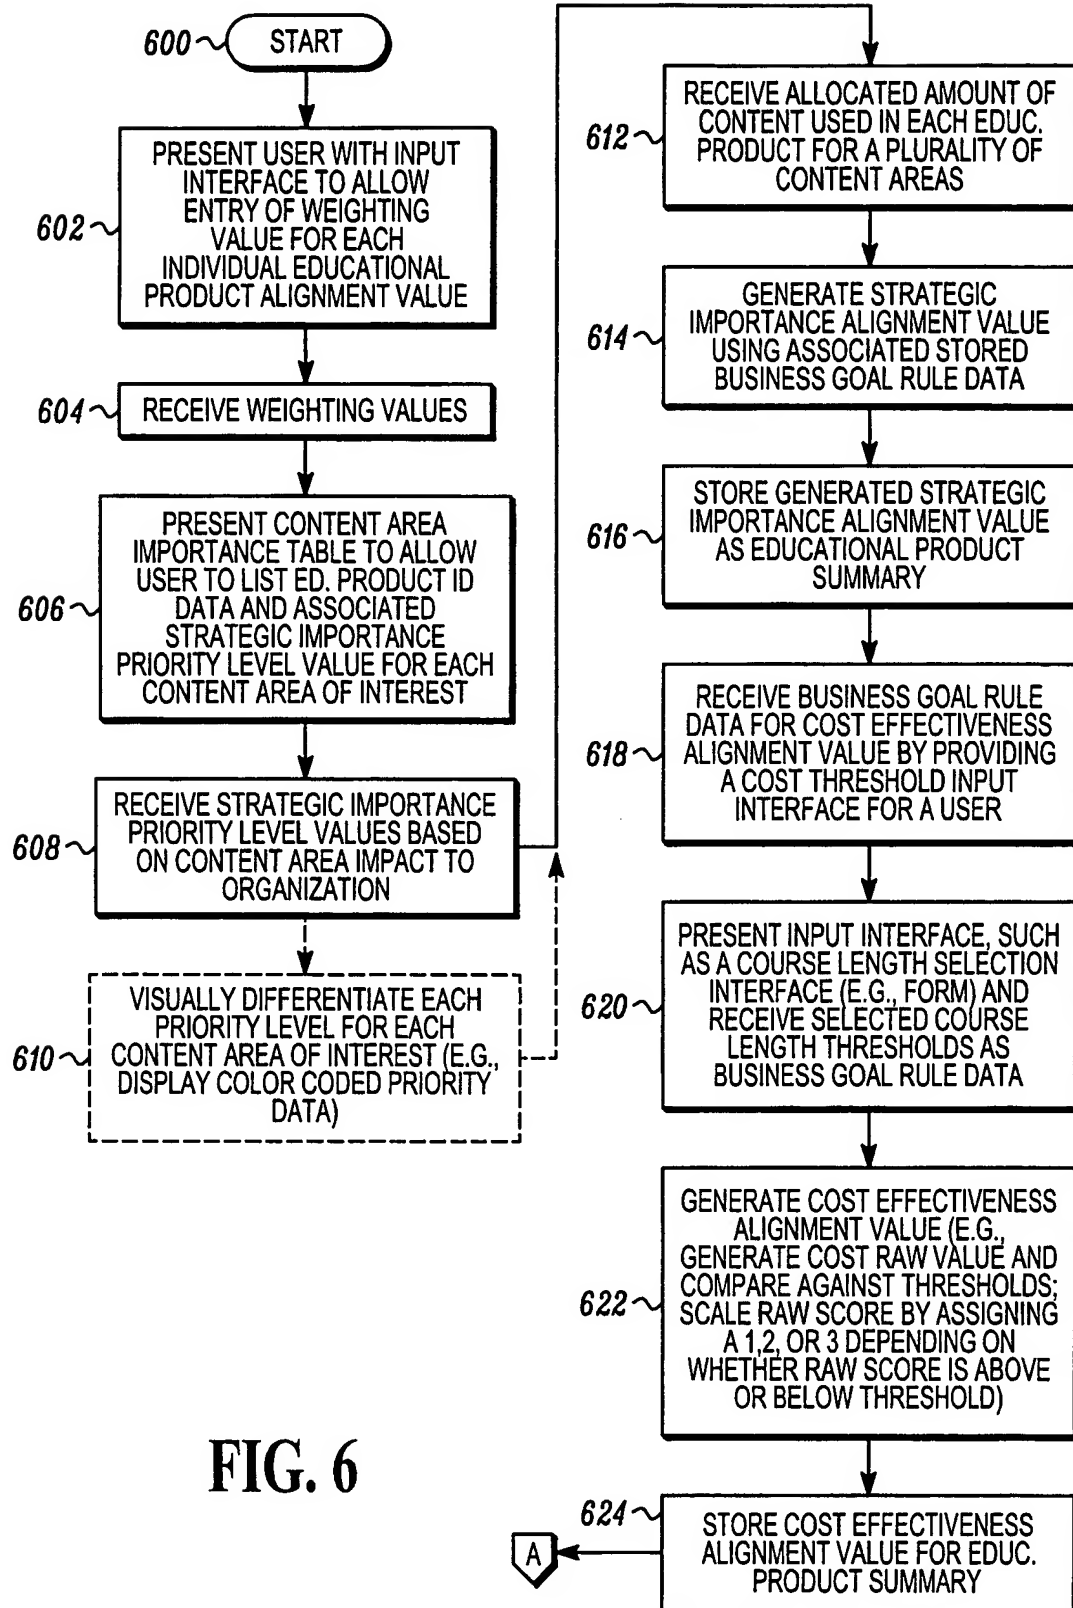 600
START
602
PRESENT USER WITH INPUT
INTERFACE TO ALLOW
ENTRY OF WEIGHTING
VALUE FOR EACH
INDIVIDUAL EDUCATIONAL
PRODUCT ALIGNMENT VALUE
604
RECEIVE WEIGHTING VALUES
606
PRESENT CONTENT AREA
IMPORTANCE TABLE TO ALLOW
USER TO LIST ED. PRODUCT ID
DATA AND ASSOCIATED
STRATEGIC IMPORTANCE
PRIORITY LEVEL VALUE FOR EACH
CONTENT AREA OF INTEREST
608
RECEIVE STRATEGIC IMPORTANCE
PRIORITY LEVEL VALUES BASED
ON CONTENT AREA IMPACT TO
ORGANIZATION
610
VISUALLY DIFFERENTIATE EACH
PRIORITY LEVEL FOR EACH
CONTENT AREA OF INTEREST (E.G.,
DISPLAY COLOR CODED PRIORITY
DATA)
612
RECEIVE ALLOCATED AMOUNT OF
CONTENT USED IN EACH EDUC.
PRODUCT FOR A PLURALITY OF
CONTENT AREAS
614
GENERATE STRATEGIC
IMPORTANCE ALIGNMENT VALUE
USING ASSOCIATED STORED
BUSINESS GOAL RULE DATA
616
STORE GENERATED STRATEGIC
IMPORTANCE ALIGNMENT VALUE
AS EDUCATIONAL PRODUCT
SUMMARY
618
RECEIVE BUSINESS GOAL RULE
DATA FOR COST EFFECTIVENESS
ALIGNMENT VALUE BY PROVIDING
A COST THRESHOLD INPUT
INTERFACE FOR A USER
620
PRESENT INPUT INTERFACE, SUCH
AS A COURSE LENGTH SELECTION
INTERFACE (E.G., FORM) AND
RECEIVE SELECTED COURSE
LENGTH THRESHOLDS AS
BUSINESS GOAL RULE DATA
622
GENERATE COST EFFECTIVENESS
ALIGNMENT VALUE (E.G.,
GENERATE COST RAW VALUE AND
COMPARE AGAINST THRESHOLDS;
SCALE RAW SCORE BY ASSIGNING
A 1,2, OR 3 DEPENDING ON
WHETHER RAW SCORE IS ABOVE
OR BELOW THRESHOLD)
624
STORE COST EFFECTIVENESS
ALIGNMENT VALUE FOR EDUC.
PRODUCT SUMMARY
A
FIG. 6